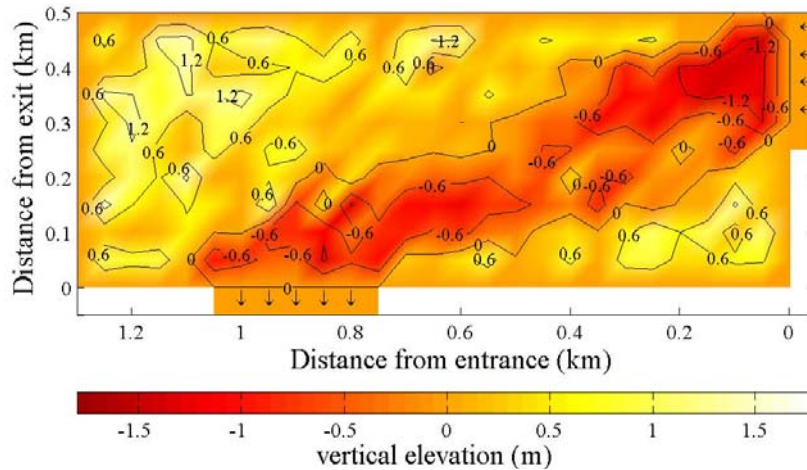 0.5
0.4
0.3
0.2
0.1
0
Distance from exit (km)
0.6 0.6 0.6 1.2 0 -0.6 -1.2
1.2 0.6 0.6 0 0
0.6 1.2 -1.2 -0.6
1.2 0.6 -0.6 -0.6
0.6 0.6 0 -0.6 0 0 -0.6
0.6 0 0 0 -0.6
0.6 0.6 0 -0.6 -0.6 0 0.6
-0.6 -0.6 0.6
0.6 0 -0.6 -0.6 0 0.6 0.6 0.6
0
1.2 1 0.8 0.6 0.4 0.2 0
Distance from entrance (km)
-1.5 -1 -0.5 0 0.5 1 1.5
vertical elevation (m)